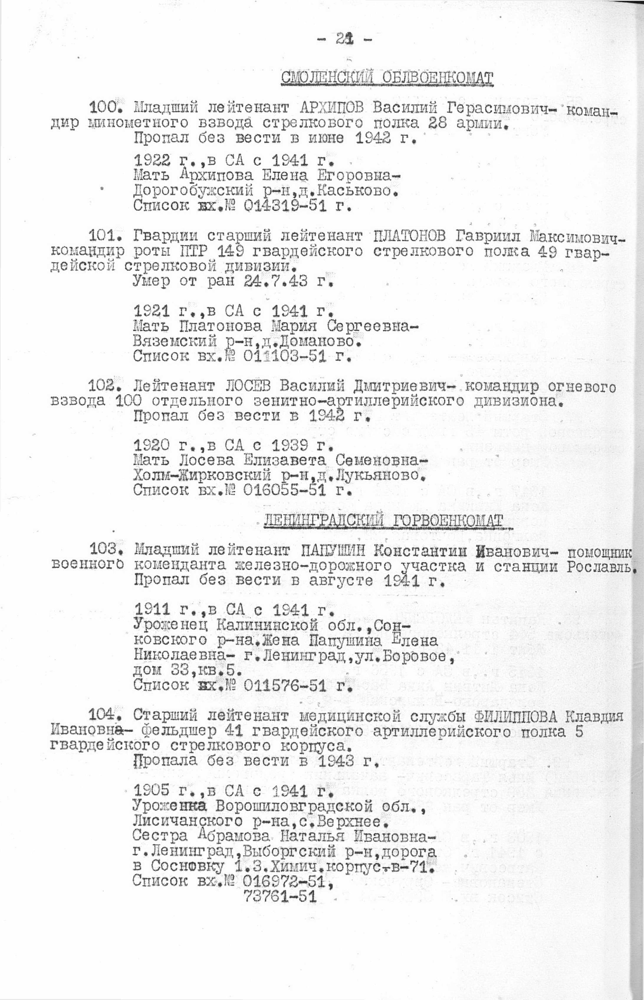 - 21 -
СМОЛЕНСКИЙ ОБЛВОЕНКОМАТ
100. Младший лейтенант АРХИПОВ Василий Герасимович- коман-
дир минометного взвода стрелкового полка 28 армии.
Пропал без вести в июне 1942 г.
1922 г.,в СА с 1941 г.
Мать Архипова Елена Егоровна-
Дорогобужский р-н,д.Каськово.
Список вх.№ 014319-51 г.
101. Гвардии старший лейтенант ПЛАТОНОВ Гавриил Максимович-
командир роты ПТР 149 гвардейского стрелкового полка 49 гвар-
дейской стрелковой дивизии.
Умер от ран 24.7.43 г.
1921 г.,в СА с 1941 г.
Мать Платонова Мария Сергеевна-
Вяземский р-н,д.Доманово.
Список вх.№ 011103-51 г.
102. Лейтенант ЛОСЕВ Василий Дмитриевич- командир огневого
взвода 100 отдельного зенитно-артиллерийского дивизиона.
Пропал без вести в 1942 г.
1920 г.,в СА с 1939 г.
Мать Лосева Елизавета Семеновна-
Холм-Жирковский р-н,д.Лукьяново.
Список вх.№ 016055-51 г.
ЛЕНИНГРАДСКИЙ ГОРВОЕНКОМАТ
103. Младший лейтенант ПАПУШИН Константин Иванович- помощник
военного коменданта железно-дорожного участка и станции Рославль.
Пропал без вести в августе 1941 г.
1911 г.,в СА с 1941 г.
Уроженец Калининской обл.,Сон-
ковского р-на.Жена Папушина Елена
Николаевна- г.Ленинград,ул.Боровое,
дом 33,кв.5.
Список вх.№ 011576-51 г.
104. Старший лейтенант медицинской службы ФИЛИППОВА Клавдия
Ивановна- фельдшер 41 гвардейского артиллерийского полка 5
гвардейского стрелкового корпуса.
Пропала без вести в 1943 г.
1905 г.,в СА с 1941 г.
Уроженка Ворошиловградской обл.,
Лисичанского р-на,с.Верхнее.
Сестра Абрамова Наталья Ивановна-
г.Ленинград,Выборгский р-н,дорога
в Сосновку 1.3.Химич.корпус-в-71.
Список вх.№ 016972-51,
73761-51